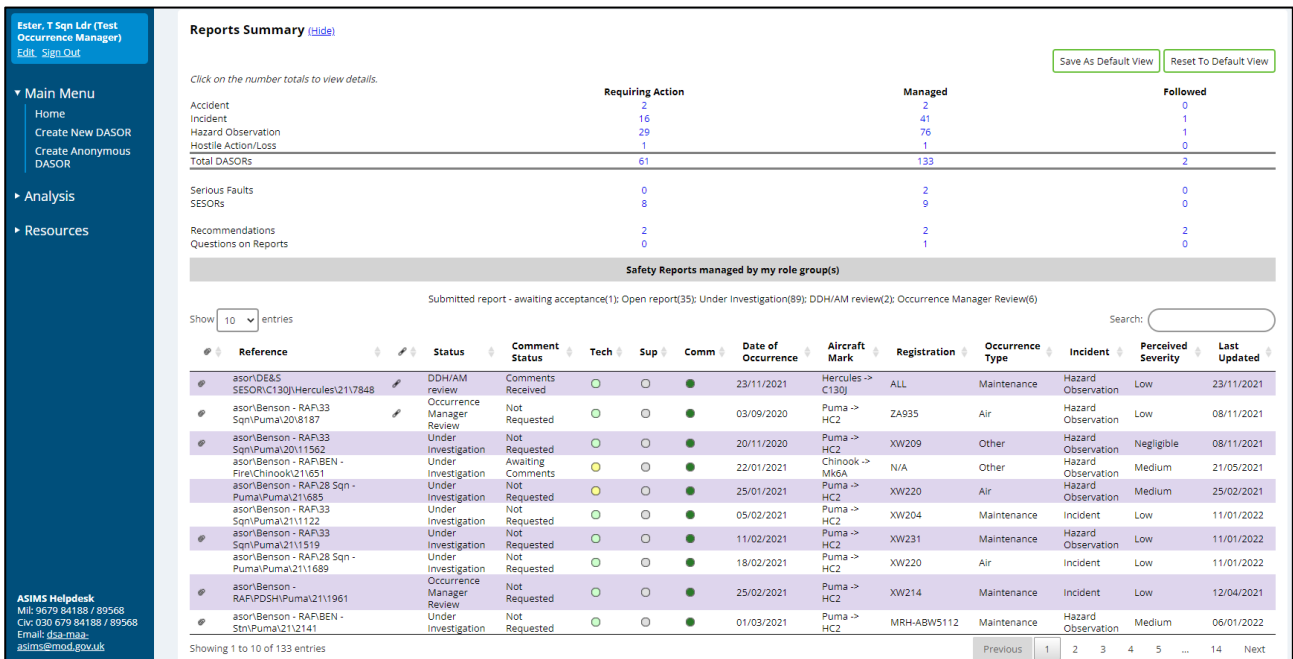 Ester, T Sqn Ldr (Test
Occurrence Manager)
Edit Sign Out
Main Menu
Home
Create New DASOR
Create Anonymous
DASOR
Analysis
Resources
ASIMS Helpdesk
Mil: 9679 84188 / 89568
Civ: 030 679 84188 / 89568
Email: dsa-maa-
asims@mod.gov.uk
Reports Summary (Hide)
Save As Default View Reset To Default View
Click on the number totals to view details.
Requiring Action Managed Followed
Accident 2 2 0
Incident 16 41 1
Hazard Observation 29 76 1
Hostile Action/Loss 1 1 0
Total DASORs 61 133 2
Serious Faults 0 2 0
SESORs 8 9 0
Recommendations 2 2 2
Questions on Reports 0 1 0
Safety Reports managed by my role group(s)
Submitted report - awaiting acceptance(1); Open report(35); Under Investigation(89); DDH/AM review(2); Occurrence Manager Review(6)
Show 10 entries Search:
Reference Status Comment Status Tech Sup Comm Date of Occurrence Aircraft Mark Registration Occurrence Type Incident Perceived Severity Last Updated
asor\DE&S SESOR\C130J\Hercules\21\7848 DDH/AM review Comments Received 23/11/2021 Hercules -> C130J ALL Maintenance Hazard Observation Low 23/11/2021
asor\Benson - RAF\33 Sqn\Puma\20\8187 Occurrence Manager Review Not Requested 03/09/2020 Puma -> HC2 ZA935 Air Hazard Observation Low 08/11/2021
asor\Benson - RAF\33 Sqn\Puma\20\11562 Under Investigation Not Requested 20/11/2020 Puma -> HC2 XW209 Other Hazard Observation Negligible 08/11/2021
asor\Benson - RAF\BEN - Fire\Chinook\21\651 Under Investigation Awaiting Comments 22/01/2021 Chinook -> Mk6A N/A Other Hazard Observation Medium 21/05/2021
asor\Benson - RAF\28 Sqn - Puma\Puma\21\685 Under Investigation Not Requested 25/01/2021 Puma -> HC2 XW220 Air Hazard Observation Medium 25/02/2021
asor\Benson - RAF\33 Sqn\Puma\21\1122 Under Investigation Not Requested 05/02/2021 Puma -> HC2 XW204 Maintenance Incident Low 11/01/2022
asor\Benson - RAF\33 Sqn\Puma\21\1519 Under Investigation Not Requested 11/02/2021 Puma -> HC2 XW231 Maintenance Hazard Observation Low 11/01/2022
asor\Benson - RAF\28 Sqn - Puma\Puma\21\1689 Under Investigation Not Requested 18/02/2021 Puma -> HC2 XW220 Air Incident Low 11/01/2022
asor\Benson - RAF\PDSH\Puma\21\1961 Occurrence Manager Review Not Requested 25/02/2021 Puma -> HC2 XW214 Maintenance Incident Low 12/04/2021
asor\Benson - RAF\BEN - Stn\Puma\21\2141 Under Investigation Not Requested 01/03/2021 Puma -> HC2 MRH-ABW5112 Maintenance Hazard Observation Medium 06/01/2022
Showing 1 to 10 of 133 entries Previous 1 2 3 4 5 ... 14 Next